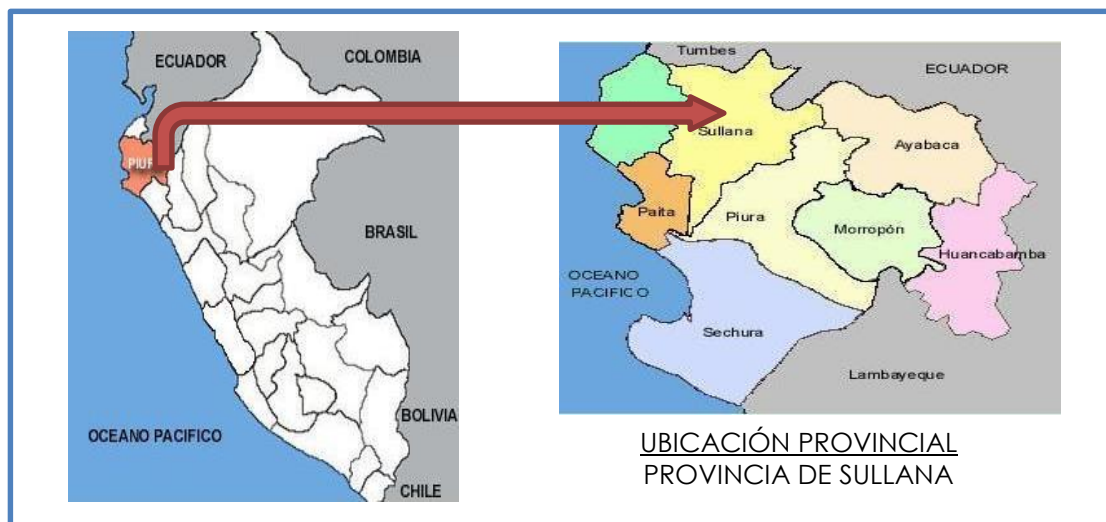 ECUADOR
COLOMBIA
BRASIL
OCEANO PACIFICO
BOLIVIA
CHILE
Tumbes
ECUADOR
Sullana
Ayabaca
Paita
Piura
Morropón
Huancabamba
OCEANO
PACIFICO
Sechura
Lambayeque
UBICACIÓN PROVINCIAL
PROVINCIA DE SULLANA